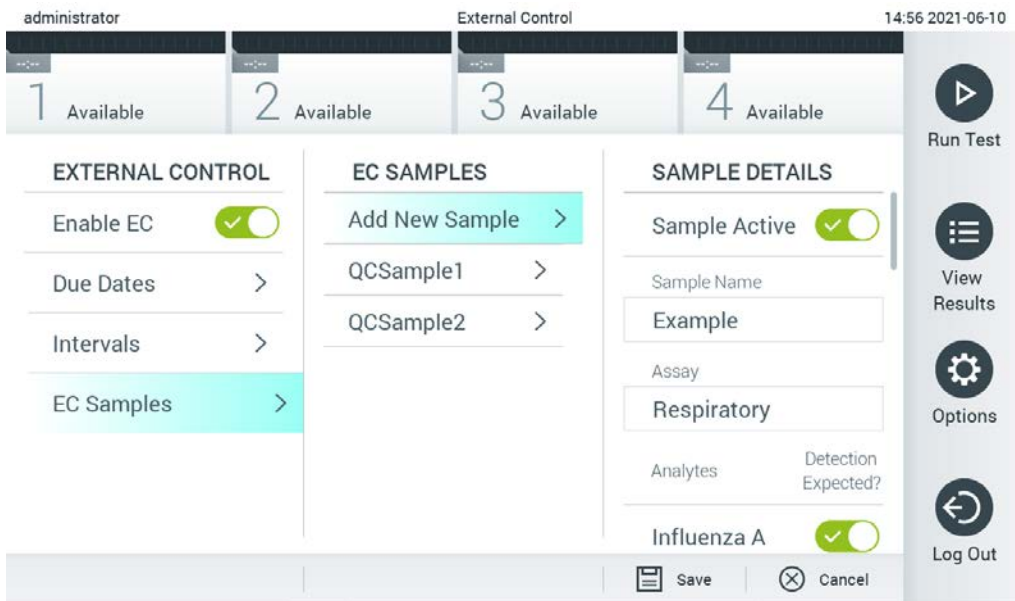 administrator
External Control
14:56 2021-06-10
--:--
1 Available
--:--
2 Available
--:--
3 Available
--:--
4 Available
EXTERNAL CONTROL
Enable EC
Due Dates
Intervals
EC Samples
EC SAMPLES
Add New Sample
QCSample1
QCSample2
SAMPLE DETAILS
Sample Active
Sample Name
Example
Assay
Respiratory
Analytes
Detection
Expected?
Influenza A
Save
Cancel
Run Test
View
Results
Options
Log Out